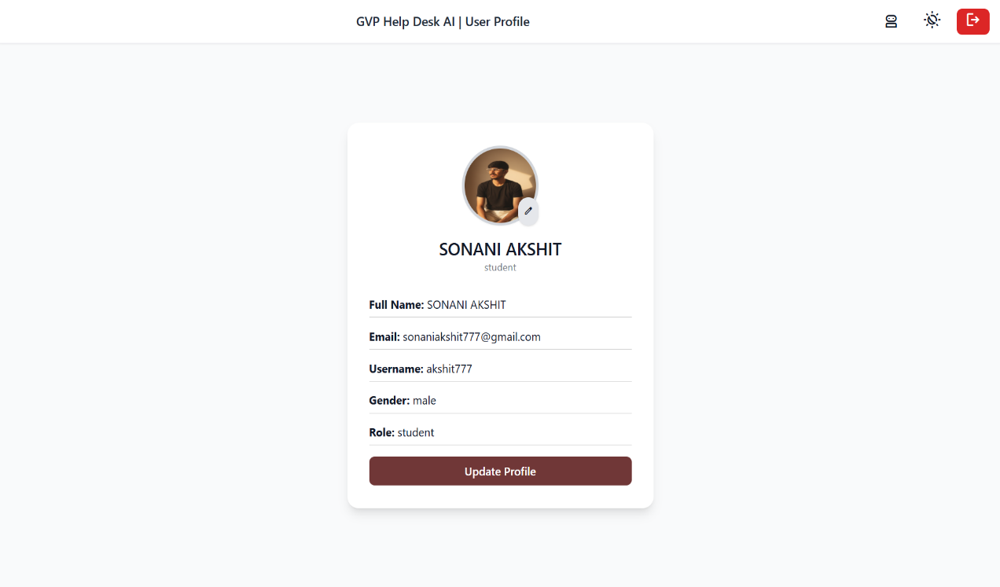 GVP Help Desk AI | User Profile
SONANI AKSHIT
student
Full Name: SONANI AKSHIT
Email: sonaniakshit777@gmail.com
Username: akshit777
Gender: male
Role: student
Update Profile